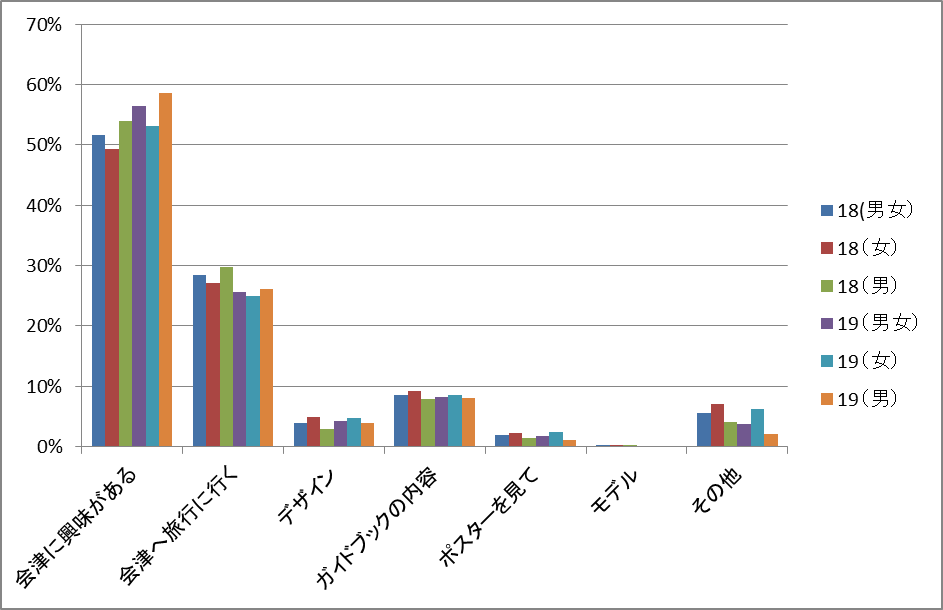 70%
60%
50%
40%
30%
20%
10%
0%
会津に興味がある
会津へ旅行に行く
デザイン
ガイドブックの内容
ポスターを見て
モデル
その他
18(男女）
18（女）
18（男）
19（男女）
19（女）
19（男）